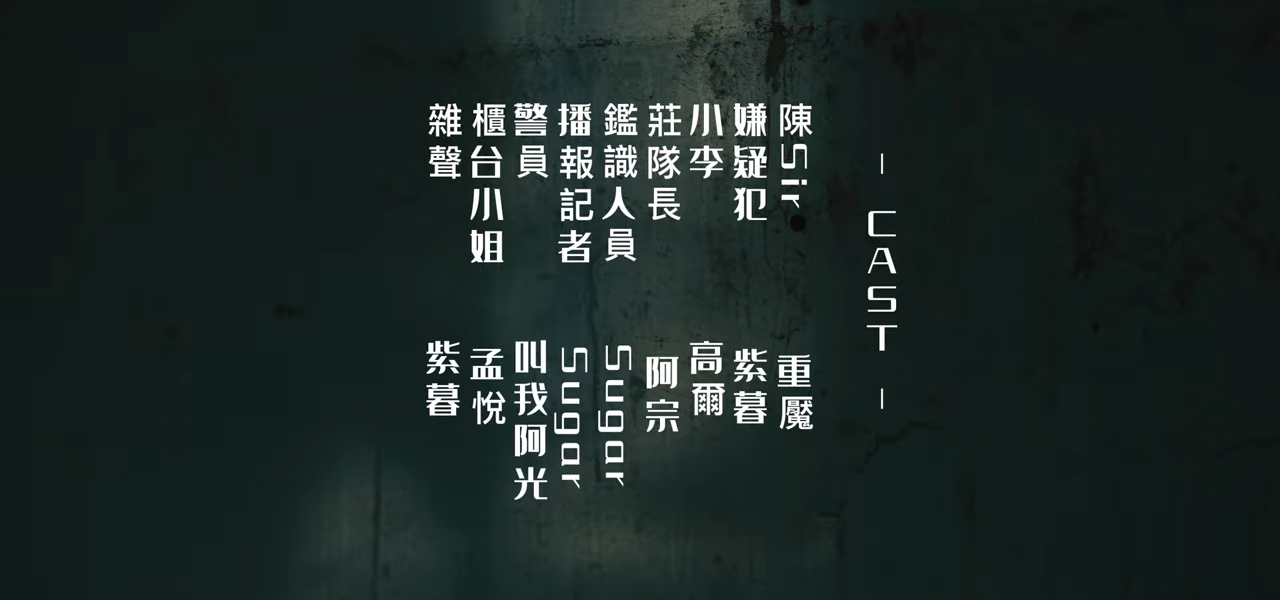 — CAST —
陳Sir 重魘
嫌疑犯 紫暮
小李 高爾
莊隊長 阿宗
鑑識人員 Sugar
播報記者 Sugar
警員 叫我阿光
櫃台小姐 孟悅
雜聲 紫暮